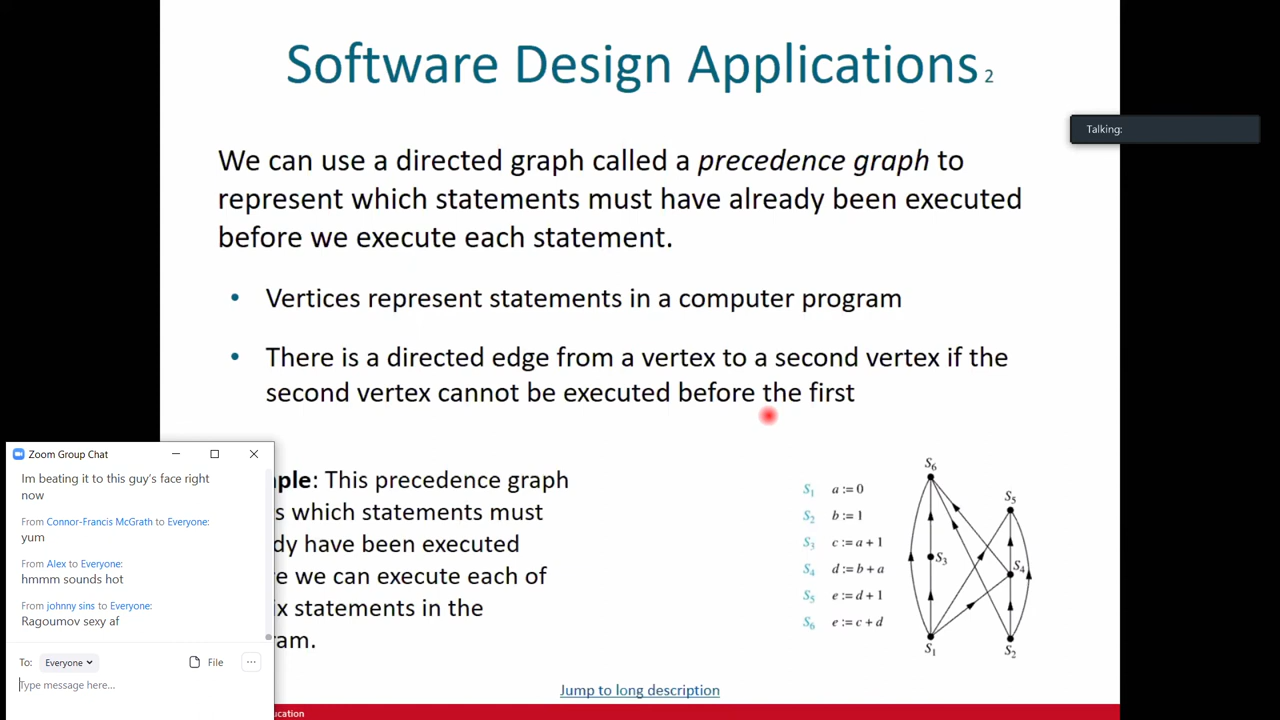 Software Design Applications 2
Talking:
We can use a directed graph called a precedence graph to
represent which statements must have already been executed
before we execute each statement.
• Vertices represent statements in a computer program
• There is a directed edge from a vertex to a second vertex if the
second vertex cannot be executed before the first
Zoom Group Chat
Im beating it to this guy's face right
now
From Connor-Francis McGrath to Everyone:
yum
From Alex to Everyone:
hmmm sounds hot
From johnny sins to Everyone:
Ragoumov sexy af
To: Everyone
File
Type message here...
ple: This precedence graph
s which statements must
dy have been executed
e we can execute each of
ix statements in the
am.
S1 a := 0
S2 b := 1
S3 c := a + 1
S4 d := b + a
S5 e := d + 1
S6 e := c + d
S6
S5
S3
S4
S1
S2
Jump to long description
ucation